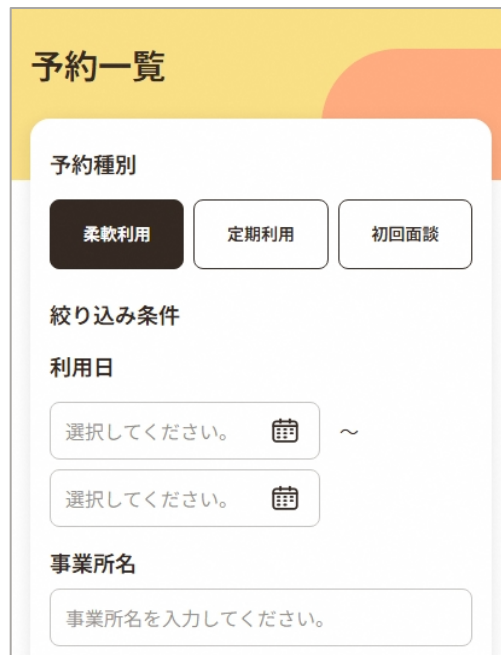 予約一覧
予約種別
柔軟利用 定期利用 初回面談
絞り込み条件
利用日
選択してください。 ～
選択してください。
事業所名
事業所名を入力してください。